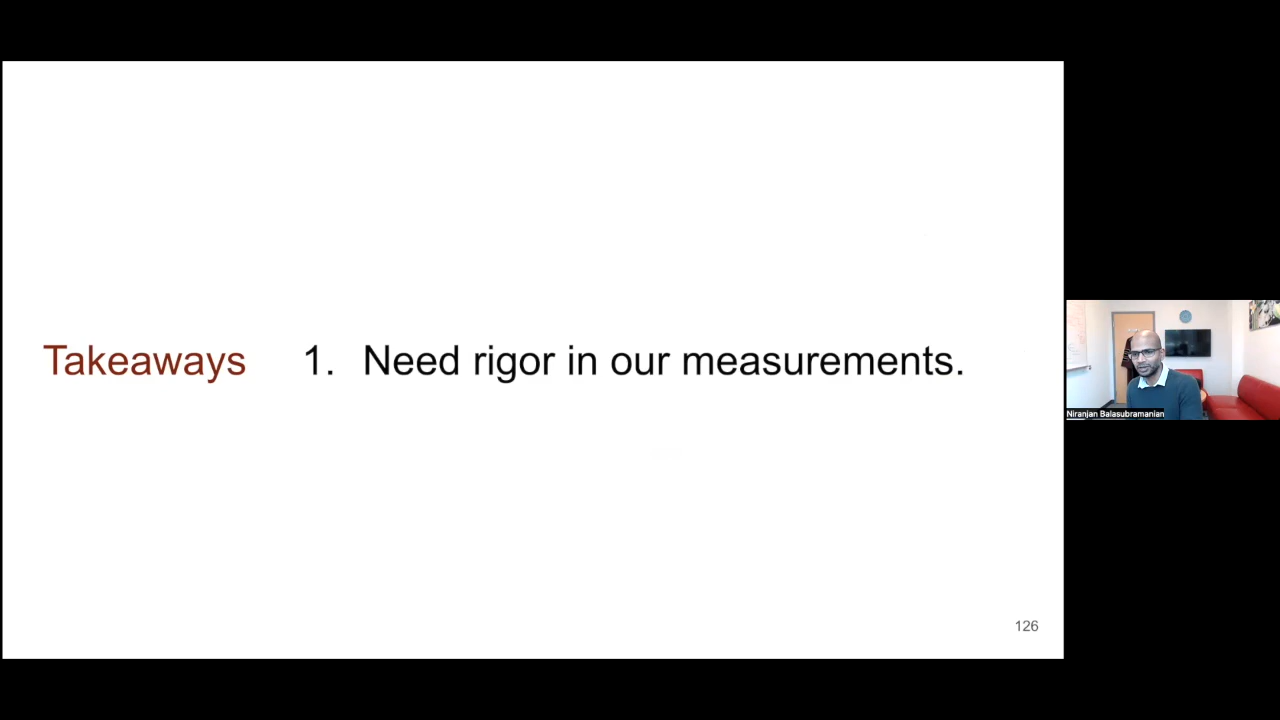 Takeaways 1. Need rigor in our measurements.
126
Niranjan Balasubramanian